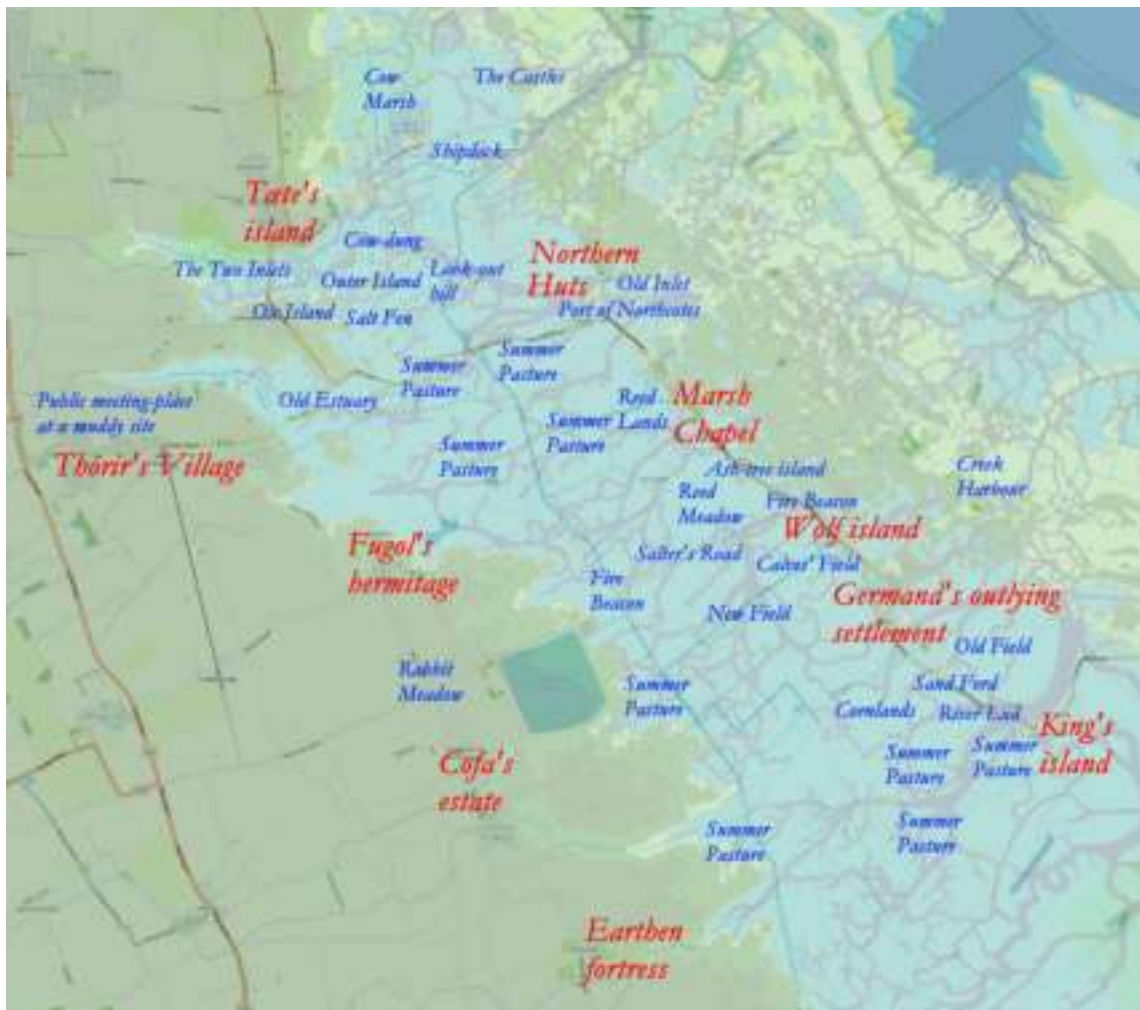 Cow
Marsh
The Castles
Shipdock
Tæte's
island
Cow-dung
The Two Inlets
Outer Island
Look-out
hill
Northern
Huts
Old Inlet
Port of Northcotes
Ox Island
Salt Fen
Summer
Pasture
Summer
Pasture
Public meeting-place
at a muddy site
Old Estuary
Reed
Lands
Marsh
Chapel
Summer
Pasture
Summer
Pasture
Thórir's Village
Ash-tree island
Creek
Harbour
Reed
Meadow
Fire Beacon
Wolf island
Fugol's
hermitage
Salter's Road
Calves' Field
Fire
Beacon
New Field
Germand's outlying
settlement
Old Field
Rabbit
Meadow
Summer
Pasture
Sand Ford
Cornlands
River Lud
King's
island
Summer
Pasture
Summer
Pasture
Cofa's
estate
Summer
Pasture
Summer
Pasture
Earthen
fortress